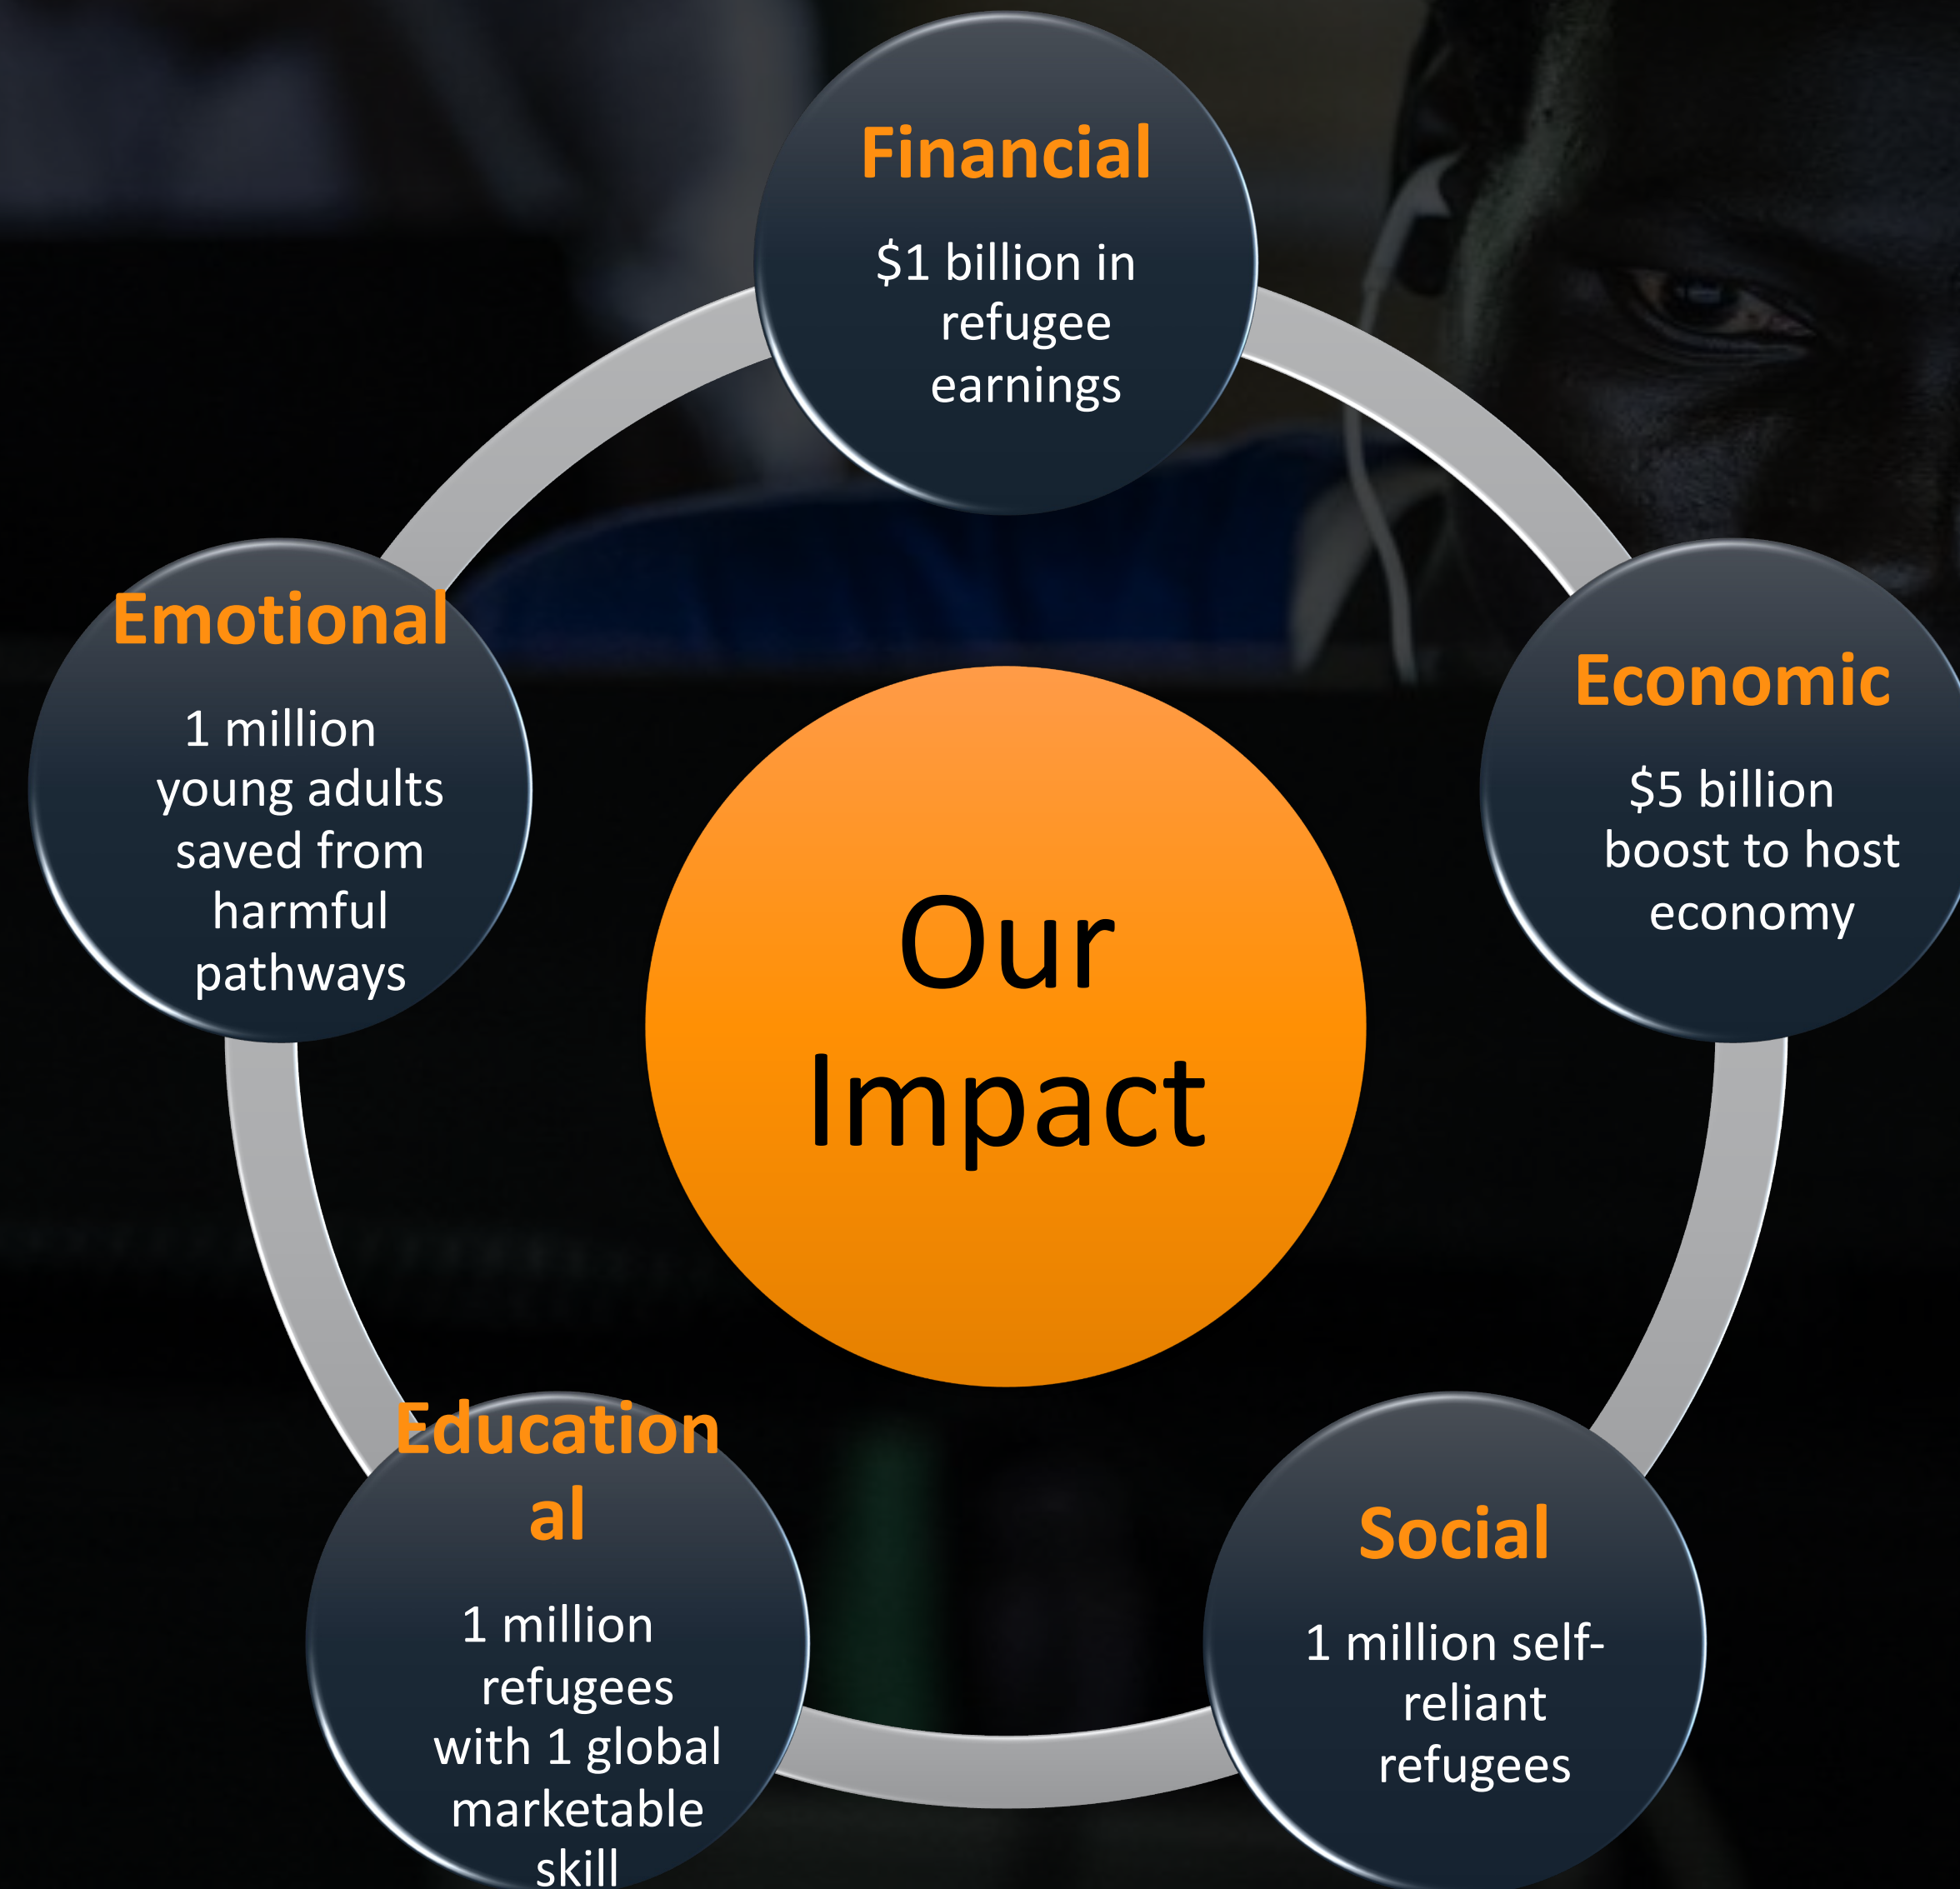 Financial
$1 billion in
refugee
earnings
Emotional
1 million
young adults
saved from
harmful
pathways
Economic
$5 billion
boost to host
economy
Our
Impact
Education
al
1 million
refugees
with 1 global
marketable
skill
Social
1 million self-
reliant
refugees